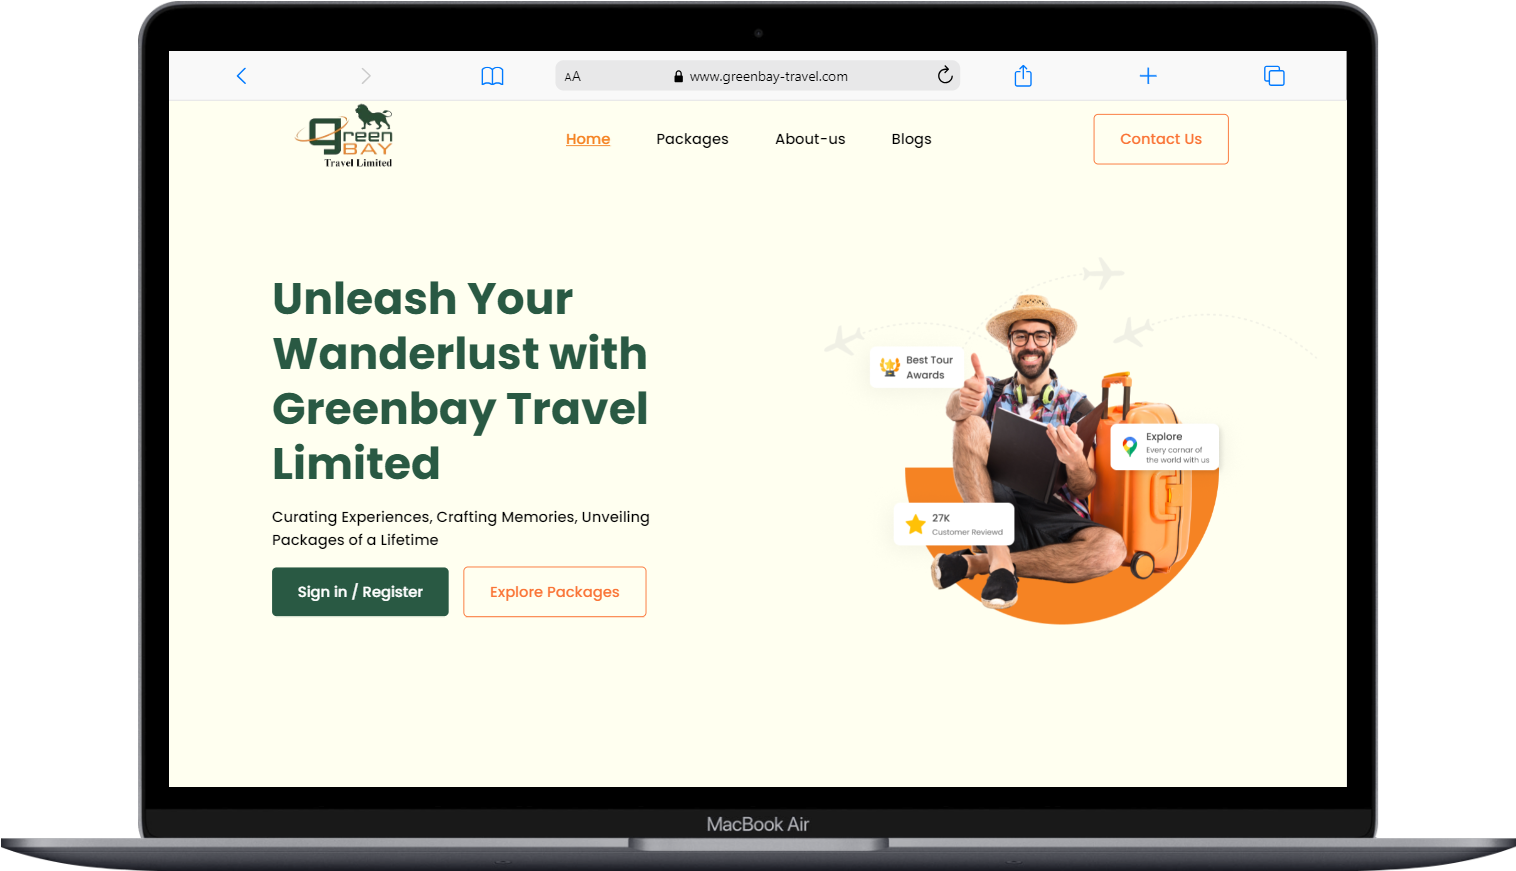 AA www.greenbay-travel.com
green
BAY
Travel Limited
Home Packages About-us Blogs Contact Us
Unleash Your
Wanderlust with
Greenbay Travel
Limited
Curating Experiences, Crafting Memories, Unveiling
Packages of a Lifetime
Sign in / Register Explore Packages
Best Tour
Awards
Explore
Every cornar of
the world with us
27K
Customer Reviewd
MacBook Air